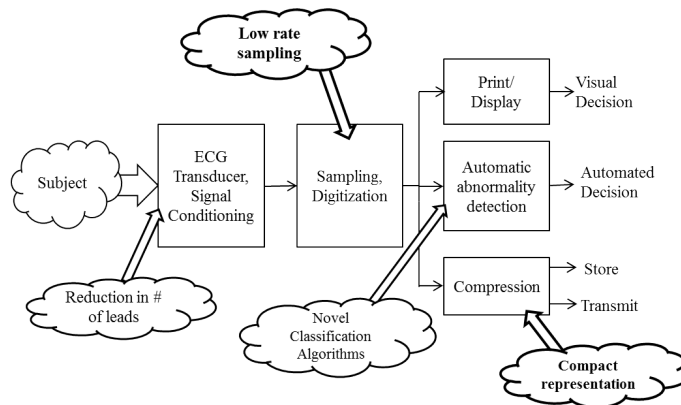 Low rate
sampling
Print/
Display
Visual
Decision
Subject
ECG
Transducer,
Signal
Conditioning
Sampling,
Digitization
Automatic
abnormality
detection
Automated
Decision
Reduction in #
of leads
Novel
Classification
Algorithms
Compression
Store
Transmit
Compact
representation